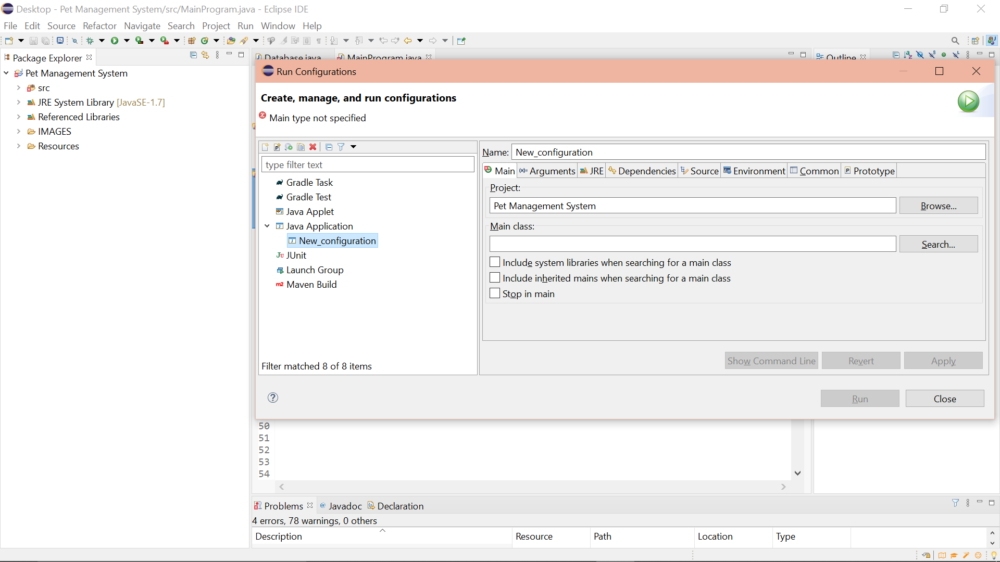 Desktop - Pet Management System/src/MainProgram.java - Eclipse IDE
File Edit Source Refactor Navigate Search Project Run Window Help
Package Explorer
Database.java MainProgram.java
Outline
Pet Management System
src
JRE System Library [JavaSE-1.7]
Referenced Libraries
IMAGES
Resources
Run Configurations
Create, manage, and run configurations
Main type not specified
type filter text
Gradle Task
Gradle Test
Java Applet
Java Application
New_configuration
JUnit
Launch Group
Maven Build
Filter matched 8 of 8 items
Name: New_configuration
Main Arguments JRE Dependencies Source Environment Common Prototype
Project:
Pet Management System Browse...
Main class:
Search...
Include system libraries when searching for a main class
Include inherited mains when searching for a main class
Stop in main
Show Command Line Revert Apply
Run Close
50
51
52
53
54
Problems Javadoc Declaration
4 errors, 78 warnings, 0 others
Description Resource Path Location Type